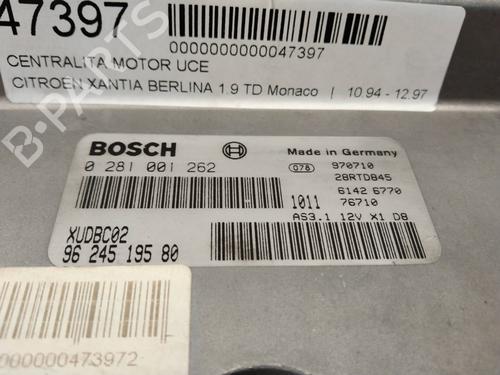 47397
0000000000047397
CENTRALITA MOTOR UCE
CITROEN XANTIA BERLINA 1.9 TD Monaco | 10.94 - 12.97
B-PARTS
BOSCH
Made in Germany
0 281 001 262
078 970710
28RTD845
6142 6770
1011 76710
AS3.1 12V X1 D8
XUDBC02
96 245 195 80
000000473972